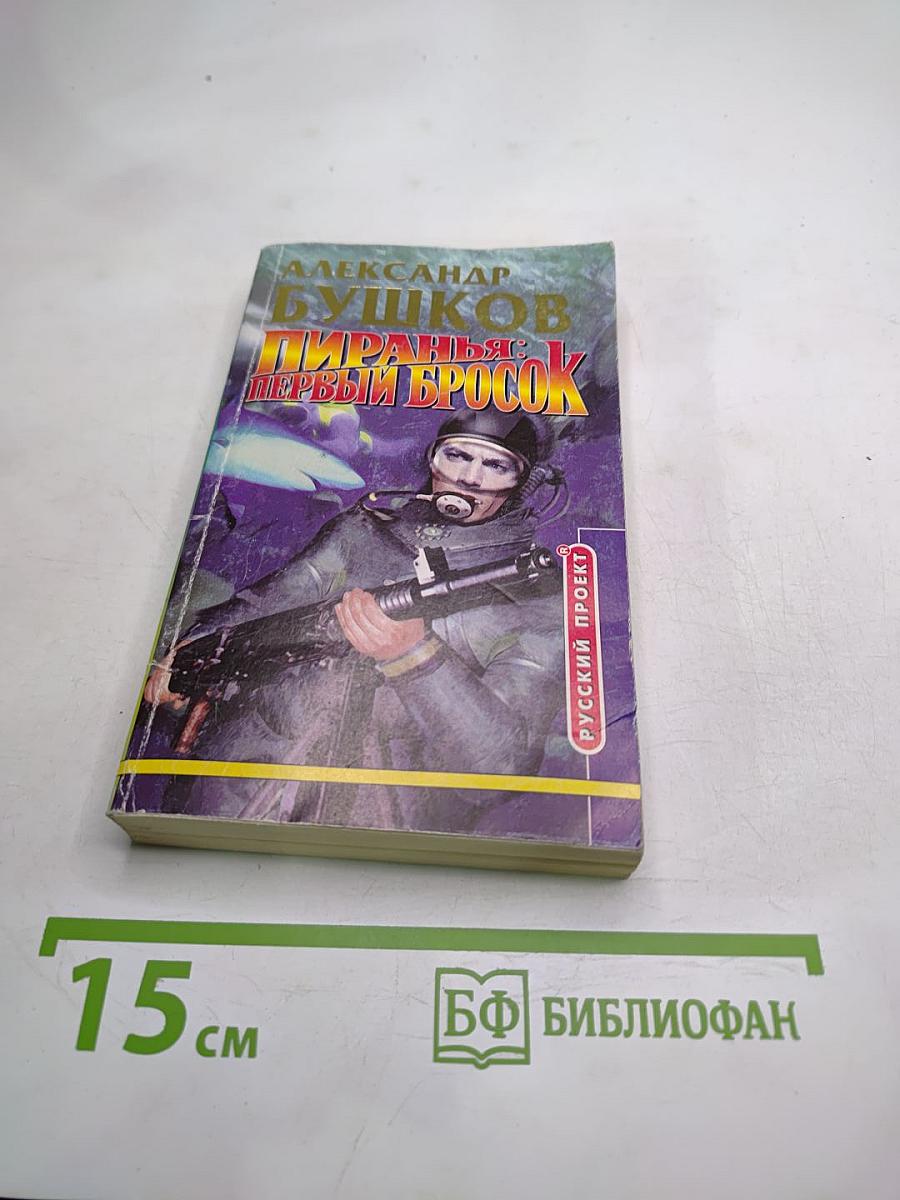 АЛЕКСАНДР
БУШКОВ
ПИРАНЬЯ:
ПЕРВЫЙ БРОСОК
РУССКИЙ ПРОЕКТ ®
15 см
БФ БИБЛИОФАН